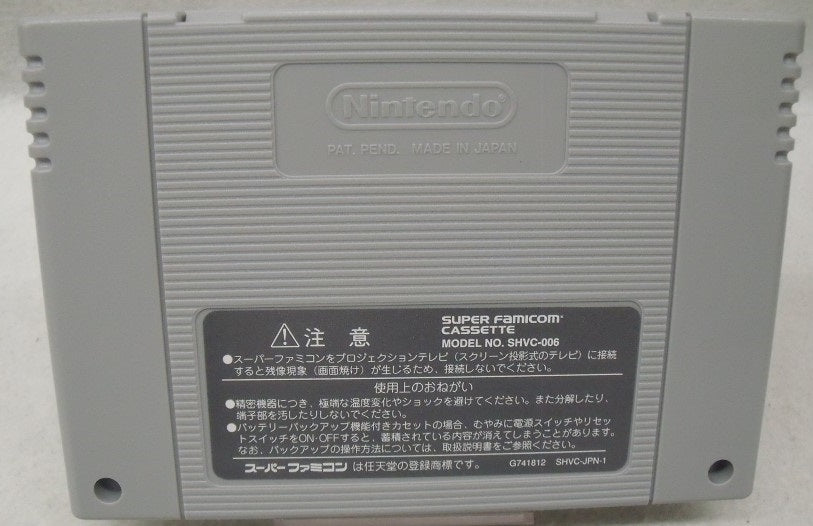 Nintendo®
PAT. PEND. MADE IN JAPAN
⚠注意
SUPER FAMICOM
CASSETTE
MODEL NO. SHVC-006
●スーパーファミコンをプロジェクションテレビ（スクリーン投影式のテレビ）に接続
すると残像現象（画面焼け）が生じるため、接続しないでください。
使用上のおねがい
●精密機器につき、極端な温度変化やショックを避けてください。また分解したり、
端子部を汚したりしないでください。
●バッテリーバックアップ機能付きカセットの場合、むやみに電源スイッチやリセッ
トスイッチをON・OFFすると、蓄積されている内容が消えてしまうことがあります。
なお、バックアップの操作方法については、取扱説明書をご参照ください。
スーパーファミコンは任天堂の登録商標です。 G741812 SHVC-JPN-1